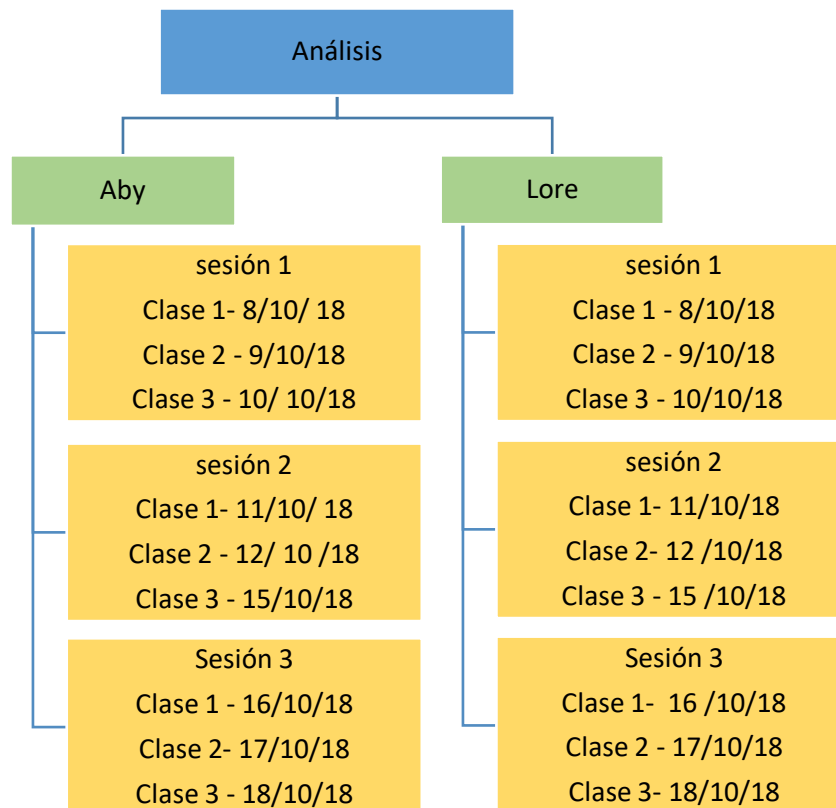 Análisis
Aby
sesión 1
Clase 1- 8/10/ 18
Clase 2 - 9/10/18
Clase 3 - 10/ 10/18
sesión 2
Clase 1- 11/10/ 18
Clase 2 - 12/ 10 /18
Clase 3 - 15/10/18
Sesión 3
Clase 1 - 16/10/18
Clase 2- 17/10/18
Clase 3 - 18/10/18
Lore
sesión 1
Clase 1 - 8/10/18
Clase 2 - 9/10/18
Clase 3 - 10/10/18
sesión 2
Clase 1- 11/10/18
Clase 2- 12 /10/18
Clase 3 - 15 /10/18
Sesión 3
Clase 1-  16 /10/18
Clase 2 - 17/10/18
Clase 3- 18/10/18